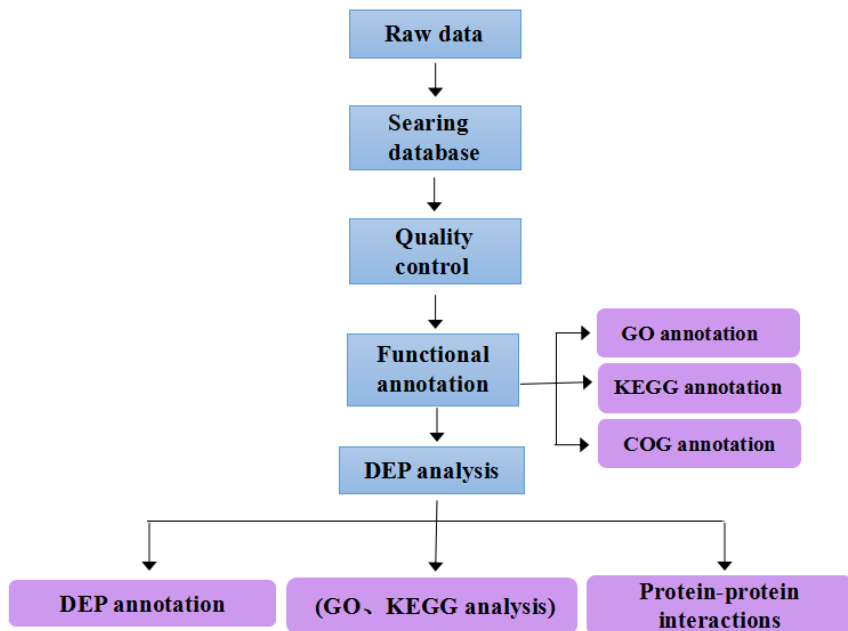 Raw data
Searing
database
Quality
control
Functional
annotation
GO annotation
KEGG annotation
COG annotation
DEP analysis
DEP annotation
(GO、KEGG analysis)
Protein-protein
interactions